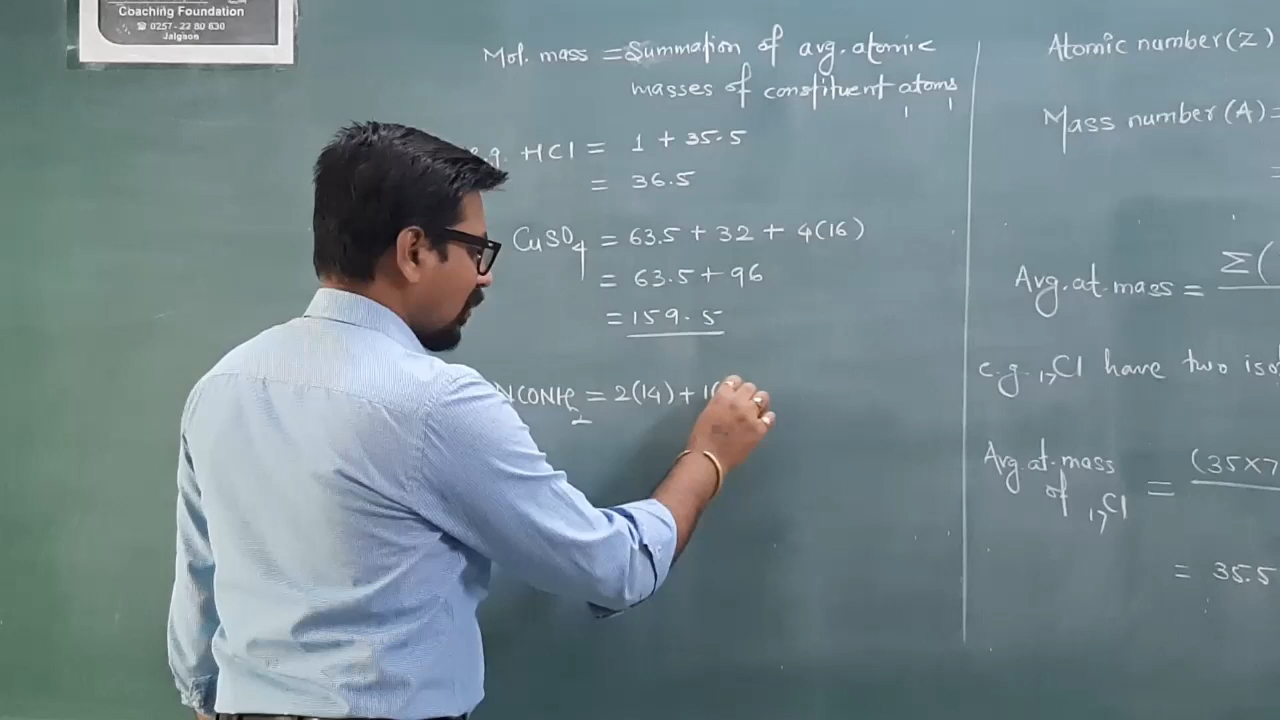 Coaching Foundation
☎ 0257-22 80 830
Jalgaon
Mol. mass = Summation of avg. atomic
masses of constituent atoms
e.g. HCl = 1 + 35.5
= 36.5
CuSO4 = 63.5 + 32 + 4(16)
= 63.5 + 96
= 159.5
NCONH2 = 2(14) + 1(
Atomic number (Z)
Mass number (A) =
=
Avg. at. mass = Σ(
e.g. 17Cl have two iso
Avg. at. mass
of 17Cl = (35×7
= 35.5